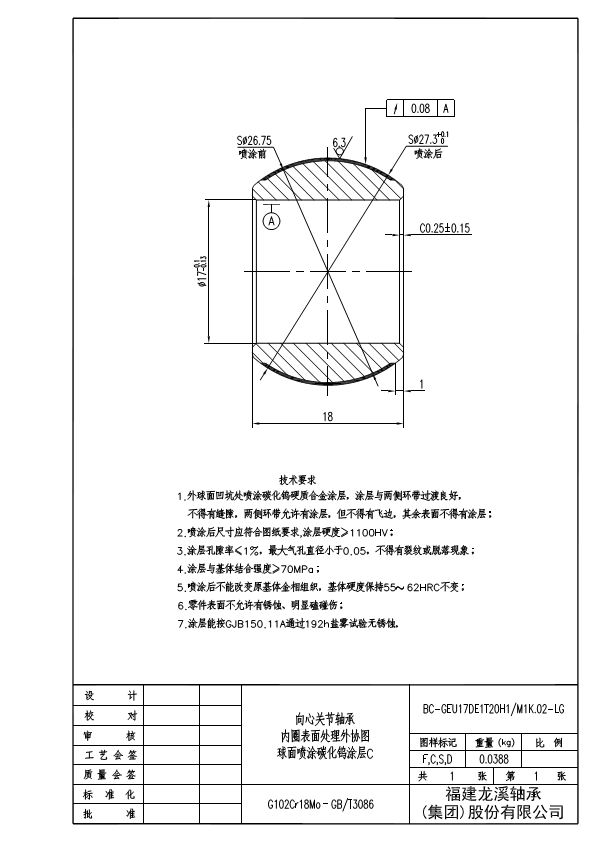 0.08 A
SØ26.75
喷涂前
6.3
SØ27.3 +0.1 0
喷涂后
A
C0.25±0.15
Ø17 -0.1 -0.13
1
18
技术要求
1.外球面凹坑处喷涂碳化钨硬质合金涂层，涂层与两侧环带过渡良好，
不得有缝隙，两侧环带允许有涂层，但不得有飞边，其余表面不得有涂层；
2.喷涂后尺寸应符合图纸要求,涂层硬度≥1100HV；
3.涂层孔隙率≤1%，最大气孔直径小于0.05，不得有裂纹或脱落现象；
4.涂层与基体结合强度≥70MPa；
5.喷涂后不能改变原基体金相组织，基体硬度保持55～62HRC不变；
6.零件表面不允许有锈蚀、明显磕碰伤；
7.涂层能按GJB150.11A通过192h盐雾试验无锈蚀。
设 计
校 对
审 核
工艺会签
质量会签
标准化
批 准
向心关节轴承
内圈表面处理外协图
球面喷涂碳化钨涂层C
G102Cr18Mo-GB/T3086
BC-GEU17DE1T20H1/M1K.02-LG
图样标记 重量(kg) 比 例
F,C,S,D 0.0388
共 1 张 第 1 张
福建龙溪轴承
(集团)股份有限公司